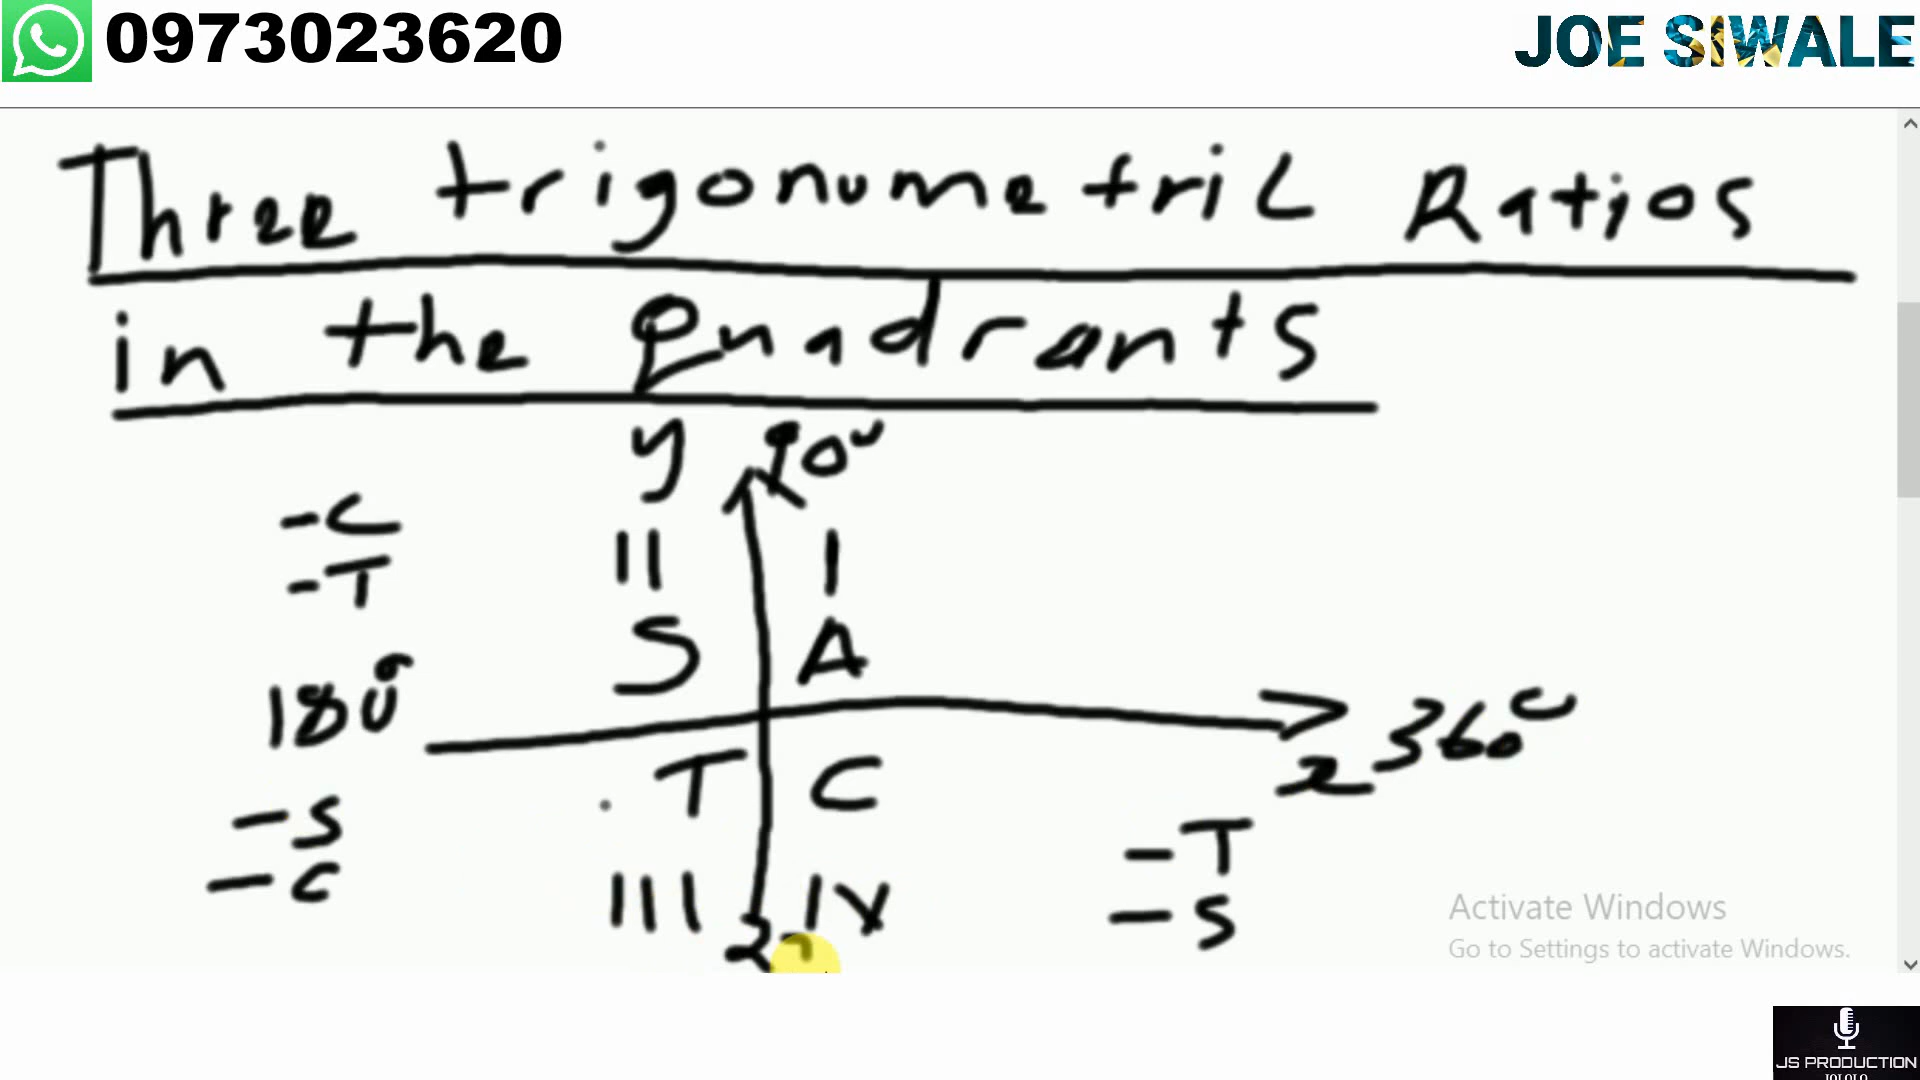 0973023620 JOE SIWALE
Three trigonometric Ratios
in the Quadrants
y 90°
-C
-T
II I
S A
180° 360°
x
T C
-S -T
-C -S
III IV
27
Activate Windows
Go to Settings to activate Windows.
JS PRODUCTION